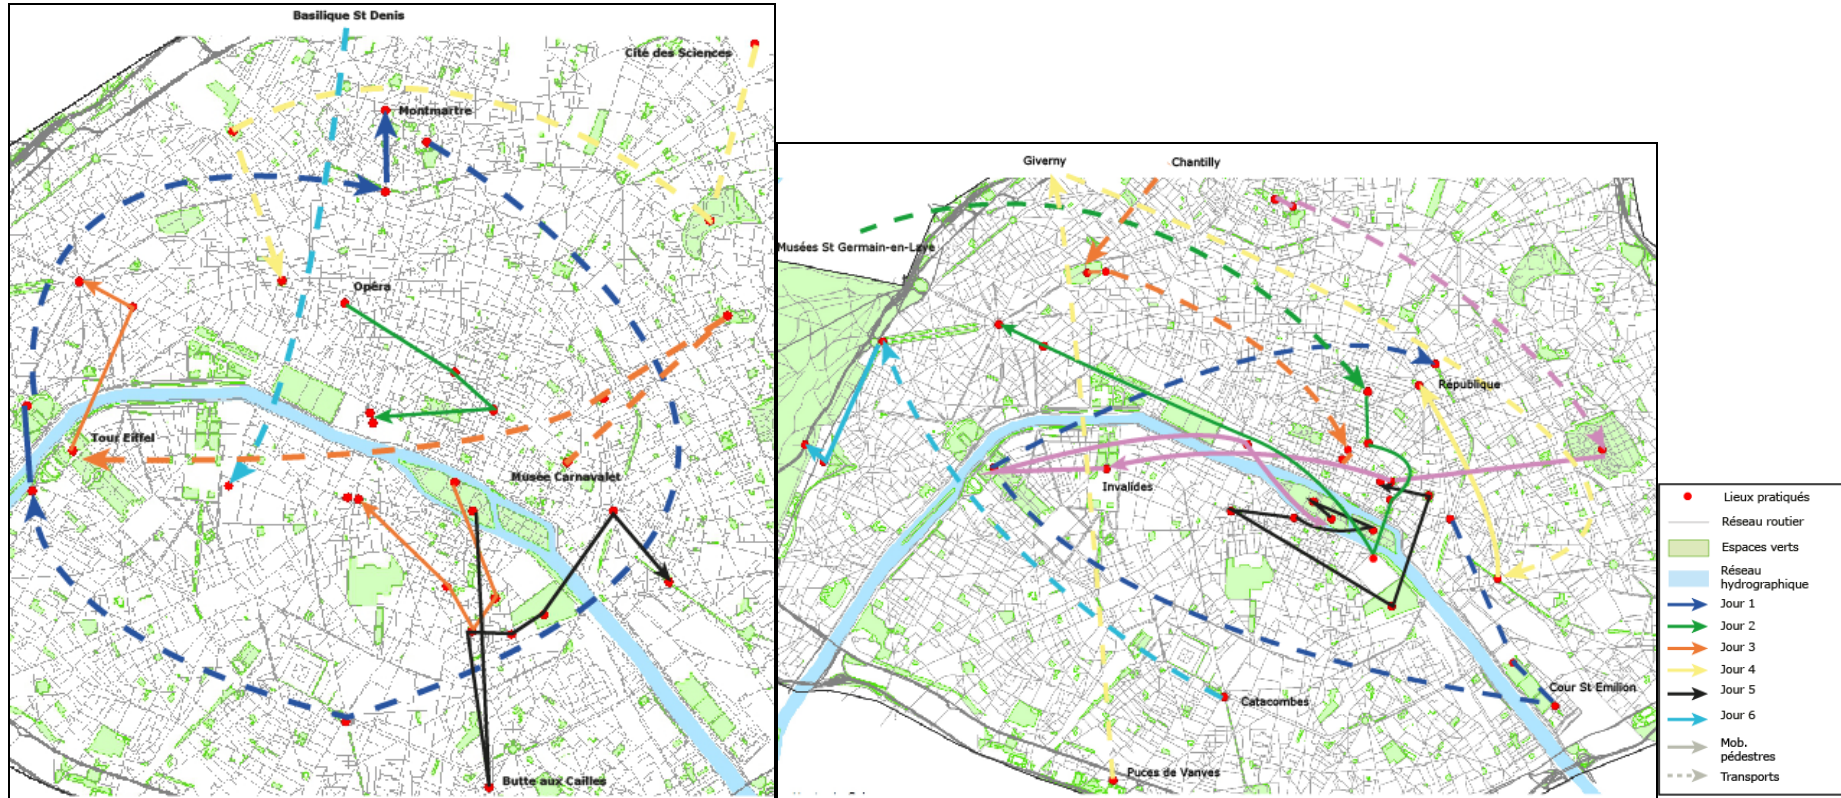 Basilique St Denis
Cité des Sciences
Montmartre
Opéra
Tour Eiffel
Musée Carnavalet
Butte aux Cailles
Giverny
Chantilly
Musées St Germain-en-Laye
République
Invalides
Cour St Emilion
Catacombes
Puces de Vanves
Lieux pratiqués
Réseau routier
Espaces verts
Réseau
hydrographique
Jour 1
Jour 2
Jour 3
Jour 4
Jour 5
Jour 6
Mob.
pédestres
Transports